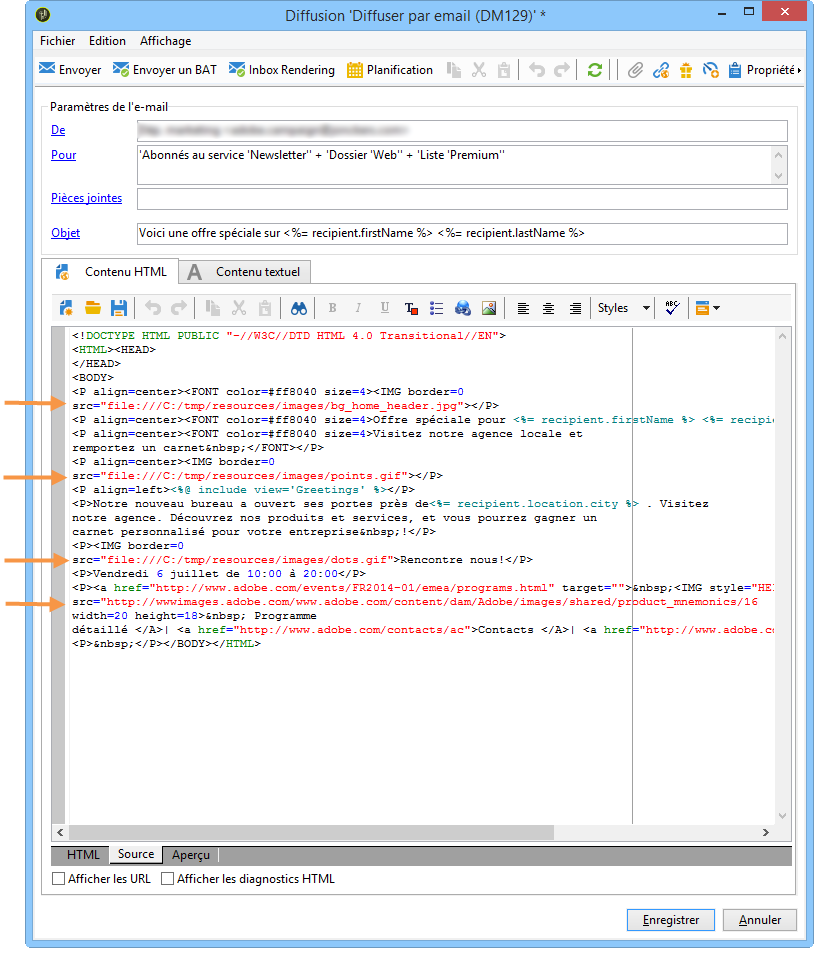 Diffusion 'Diffuser par email (DM129)' *
Fichier Edition Affichage
Envoyer Envoyer un BAT Inbox Rendering Planification Propriété
Paramètres de l'e-mail
De
Pour 'Abonnés au service 'Newsletter'' + 'Dossier 'Web'' + 'Liste 'Premium''
Pièces jointes
Objet Voici une offre spéciale sur <%= recipient.firstName %> <%= recipient.lastName %>
Contenu HTML A Contenu textuel
B I U T Styles ABC
<!DOCTYPE HTML PUBLIC "-//W3C//DTD HTML 4.0 Transitional//EN">
<HTML><HEAD>
</HEAD>
<BODY>
<P align=center><FONT color=#ff8040 size=4><IMG border=0
src="file:///C:/tmp/resources/images/bg_home_header.jpg"></P>
<P align=center><FONT color=#ff8040 size=4>Offre spéciale pour <%= recipient.firstName %> <%= recipie
<P align=center><FONT color=#ff8040 size=4>Visitez notre agence locale et
remportez un carnet&nbsp;</FONT></P>
<P align=center><IMG border=0
src="file:///C:/tmp/resources/images/points.gif"></P>
<P align=left><%@ include view='Greetings' %></P>
<P>Notre nouveau bureau a ouvert ses portes près de<%= recipient.location.city %> . Visitez
notre agence. Découvrez nos produits et services, et vous pourrez gagner un
carnet personnalisé pour votre entreprise&nbsp;!</P>
<P><IMG border=0
src="file:///C:/tmp/resources/images/dots.gif">Rencontre nous!</P>
<P>Vendredi 6 juillet de 10:00 à 20:00</P>
<P><a href="http://www.adobe.com/events/FR2014-01/emea/programs.html" target="">&nbsp;<IMG style="HEI
src="http://wwwimages.adobe.com/www.adobe.com/content/dam/Adobe/images/shared/product_mnemonics/16
width=20 height=18>&nbsp; Programme
détaillé </A>| <a href="http://www.adobe.com/contacts/ac">Contacts </A>| <a href="http://www.adobe.co
<P>&nbsp;</P></BODY></HTML>
HTML Source Aperçu
Afficher les URL Afficher les diagnostics HTML
Enregistrer Annuler